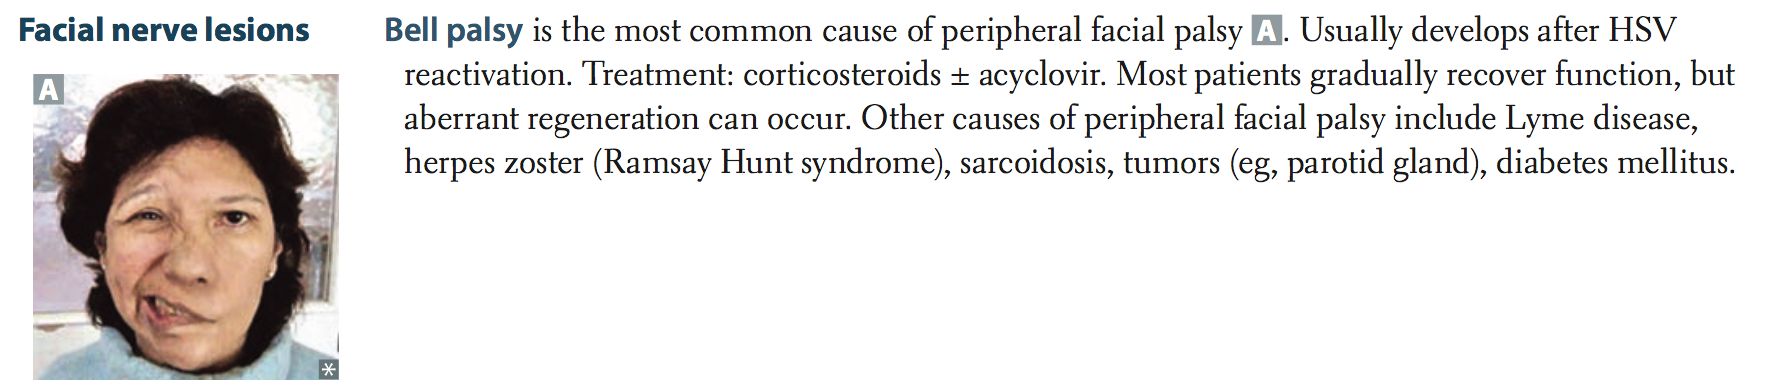 Facial nerve lesions
A
*
Bell palsy is the most common cause of peripheral facial palsy A. Usually develops after HSV
reactivation. Treatment: corticosteroids ± acyclovir. Most patients gradually recover function, but
aberrant regeneration can occur. Other causes of peripheral facial palsy include Lyme disease,
herpes zoster (Ramsay Hunt syndrome), sarcoidosis, tumors (eg, parotid gland), diabetes mellitus.